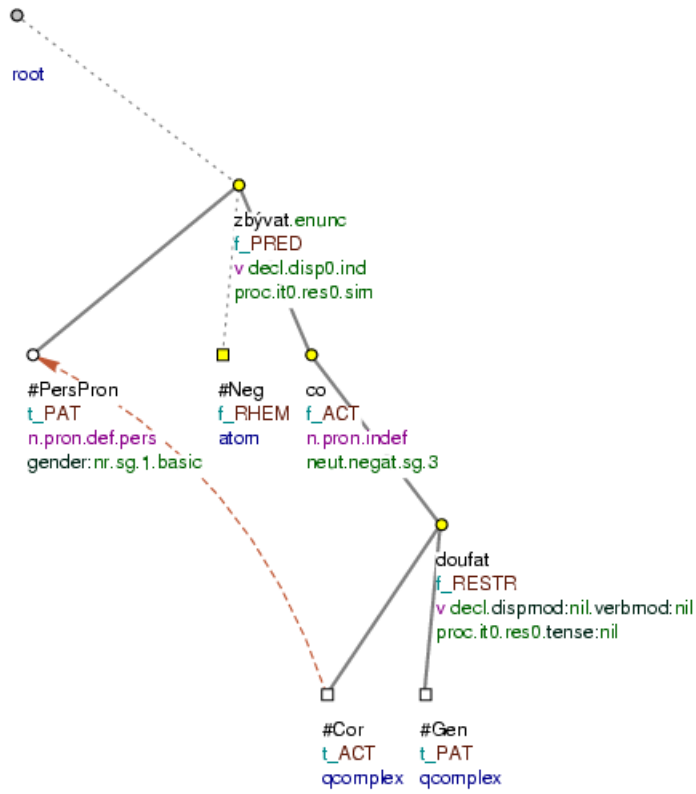 root
zbývat.enunc
f_PRED
v decl.disp0.ind
proc.it0.res0.sim
#PersPron
t_PAT
n.pron.def.pers
gender:nr.sg.1.basic
#Neg
f_RHEM
atom
co
f_ACT
n.pron.indef
neut.negat.sg.3
doufat
f_RESTR
v decl.dispmod:nil.verbmod:nil
proc.it0.res0.tense:nil
#Cor
t_ACT
qcomplex
#Gen
t_PAT
qcomplex